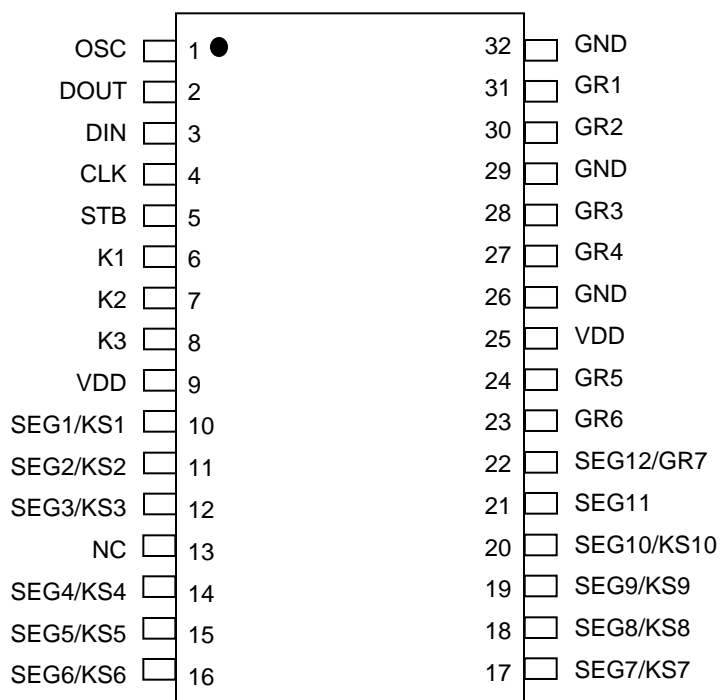 OSC 1 32 GND
DOUT 2 31 GR1
DIN 3 30 GR2
CLK 4 29 GND
STB 5 28 GR3
K1 6 27 GR4
K2 7 26 GND
K3 8 25 VDD
VDD 9 24 GR5
SEG1/KS1 10 23 GR6
SEG2/KS2 11 22 SEG12/GR7
SEG3/KS3 12 21 SEG11
NC 13 20 SEG10/KS10
SEG4/KS4 14 19 SEG9/KS9
SEG5/KS5 15 18 SEG8/KS8
SEG6/KS6 16 17 SEG7/KS7